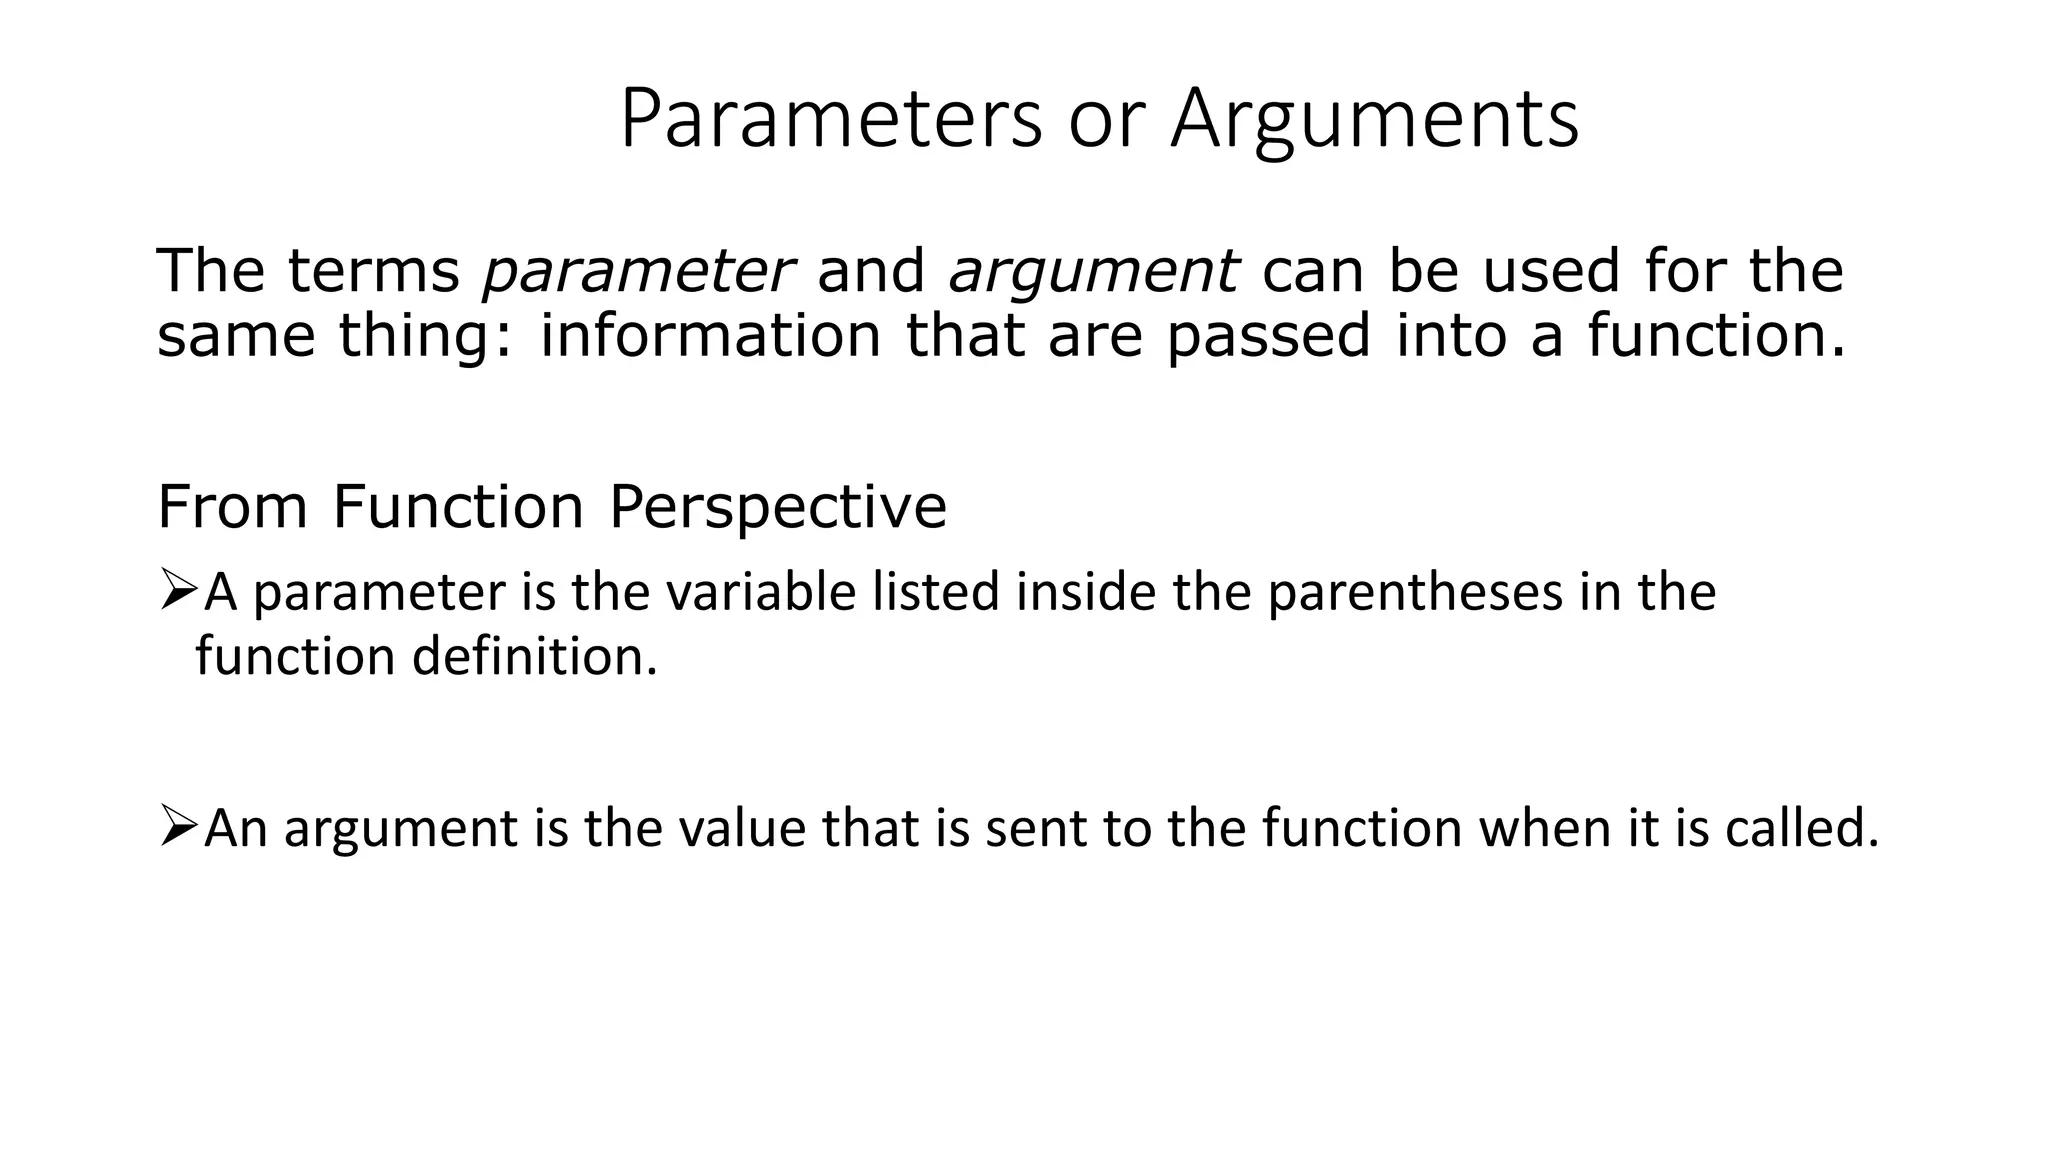 Parameters or Arguments
The terms parameter and argument can be used for the
same thing: information that are passed into a function.
From Function Perspective
➢A parameter is the variable listed inside the parentheses in the
function definition.
➢An argument is the value that is sent to the function when it is called.